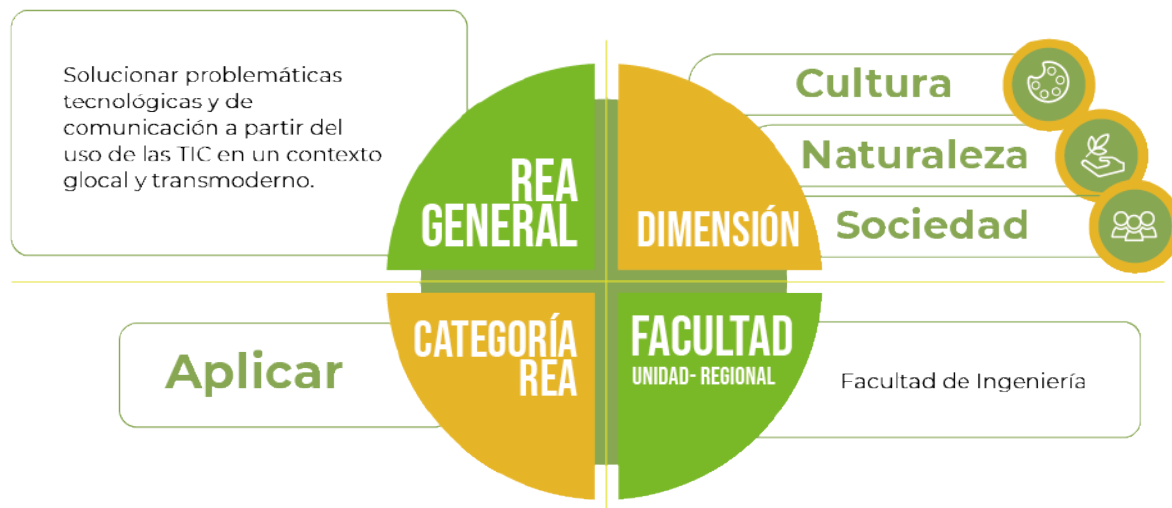 Solucionar problemáticas
tecnológicas y de
comunicación a partir del
uso de las TIC en un contexto
glocal y transmoderno.
REA
GENERAL
DIMENSIÓN
Cultura
Naturaleza
Sociedad
Aplicar
CATEGORÍA
REA
FACULTAD
UNIDAD- REGIONAL
Facultad de Ingeniería